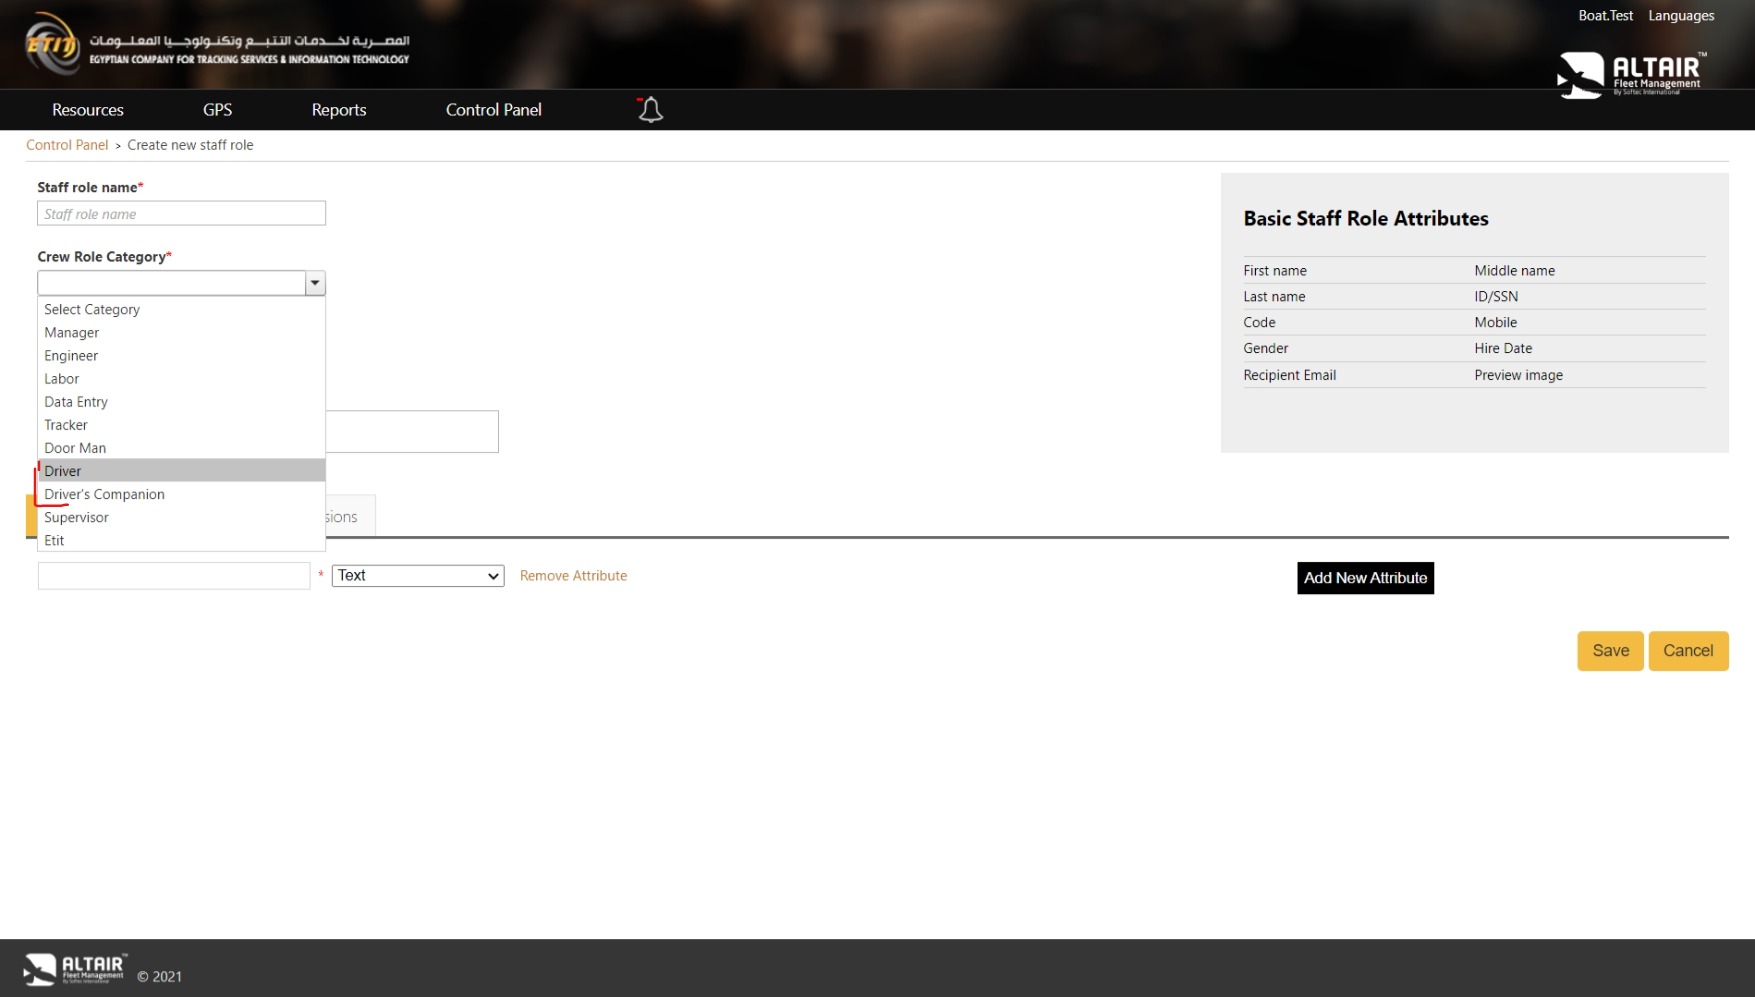 Boat.Test Languages
ETIT
المصرية لخدمات التتبع وتكنولوجيا المعلومات
EGYPTIAN COMPANY FOR TRACKING SERVICES & INFORMATION TECHNOLOGY
ALTAIR™
Fleet Management
By Softec International
Resources GPS Reports Control Panel
Control Panel > Create new staff role
Staff role name*
Staff role name
Crew Role Category*
Select Category
Manager
Engineer
Labor
Data Entry
Tracker
Door Man
Driver
Driver's Companion
Supervisor
Etit
sions
Basic Staff Role Attributes
First name Middle name
Last name ID/SSN
Code Mobile
Gender Hire Date
Recipient Email Preview image
* Text Remove Attribute
Add New Attribute
Save Cancel
ALTAIR™
Fleet Management
By Softec International
© 2021